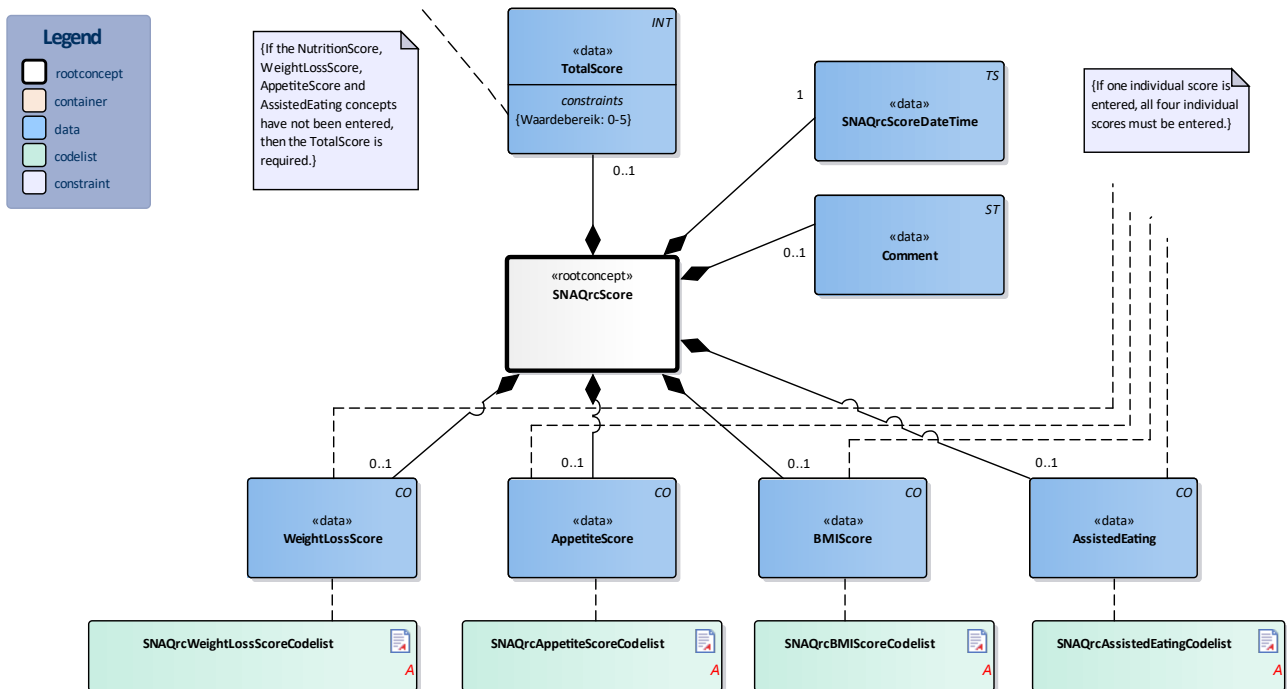 Legend
rootconcept
container
data
codelist
constraint
{If the NutritionScore,
WeightLossScore,
AppetiteScore and
AssistedEating concepts
have not been entered,
then the TotalScore is
required.}
INT
«data»
TotalScore
constraints
{Waardebereik: 0-5}
0..1
TS
«data»
SNAQrcScoreDateTime
1
{If one individual score is
entered, all four individual
scores must be entered.}
ST
«data»
Comment
0..1
«rootconcept»
SNAQrcScore
0..1
0..1
0..1
0..1
CO
«data»
WeightLossScore
CO
«data»
AppetiteScore
CO
«data»
BMIScore
CO
«data»
AssistedEating
SNAQrcWeightLossScoreCodelist
A
SNAQrcAppetiteScoreCodelist
A
SNAQrcBMIScoreCodelist
A
SNAQrcAssistedEatingCodelist
A